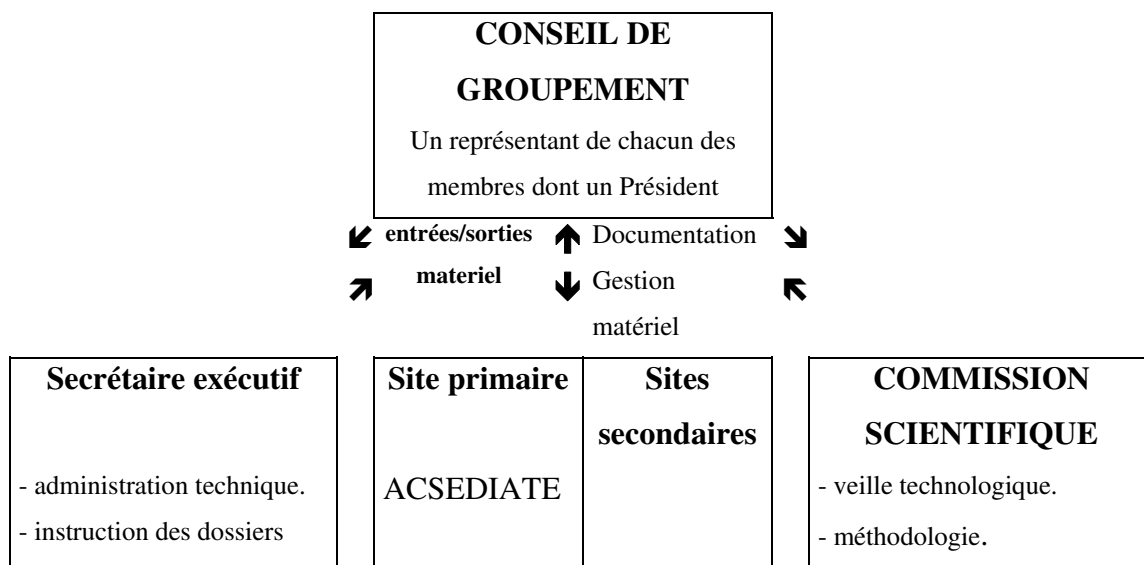 CONSEIL DE
GROUPEMENT
Un représentant de chacun des
membres dont un Président
entrées/sorties
materiel
Documentation
Gestion
matériel
Secrétaire exécutif
- administration technique.
- instruction des dossiers
Site primaire
ACSEDIATE
Sites
secondaires
COMMISSION
SCIENTIFIQUE
- veille technologique.
- méthodologie.